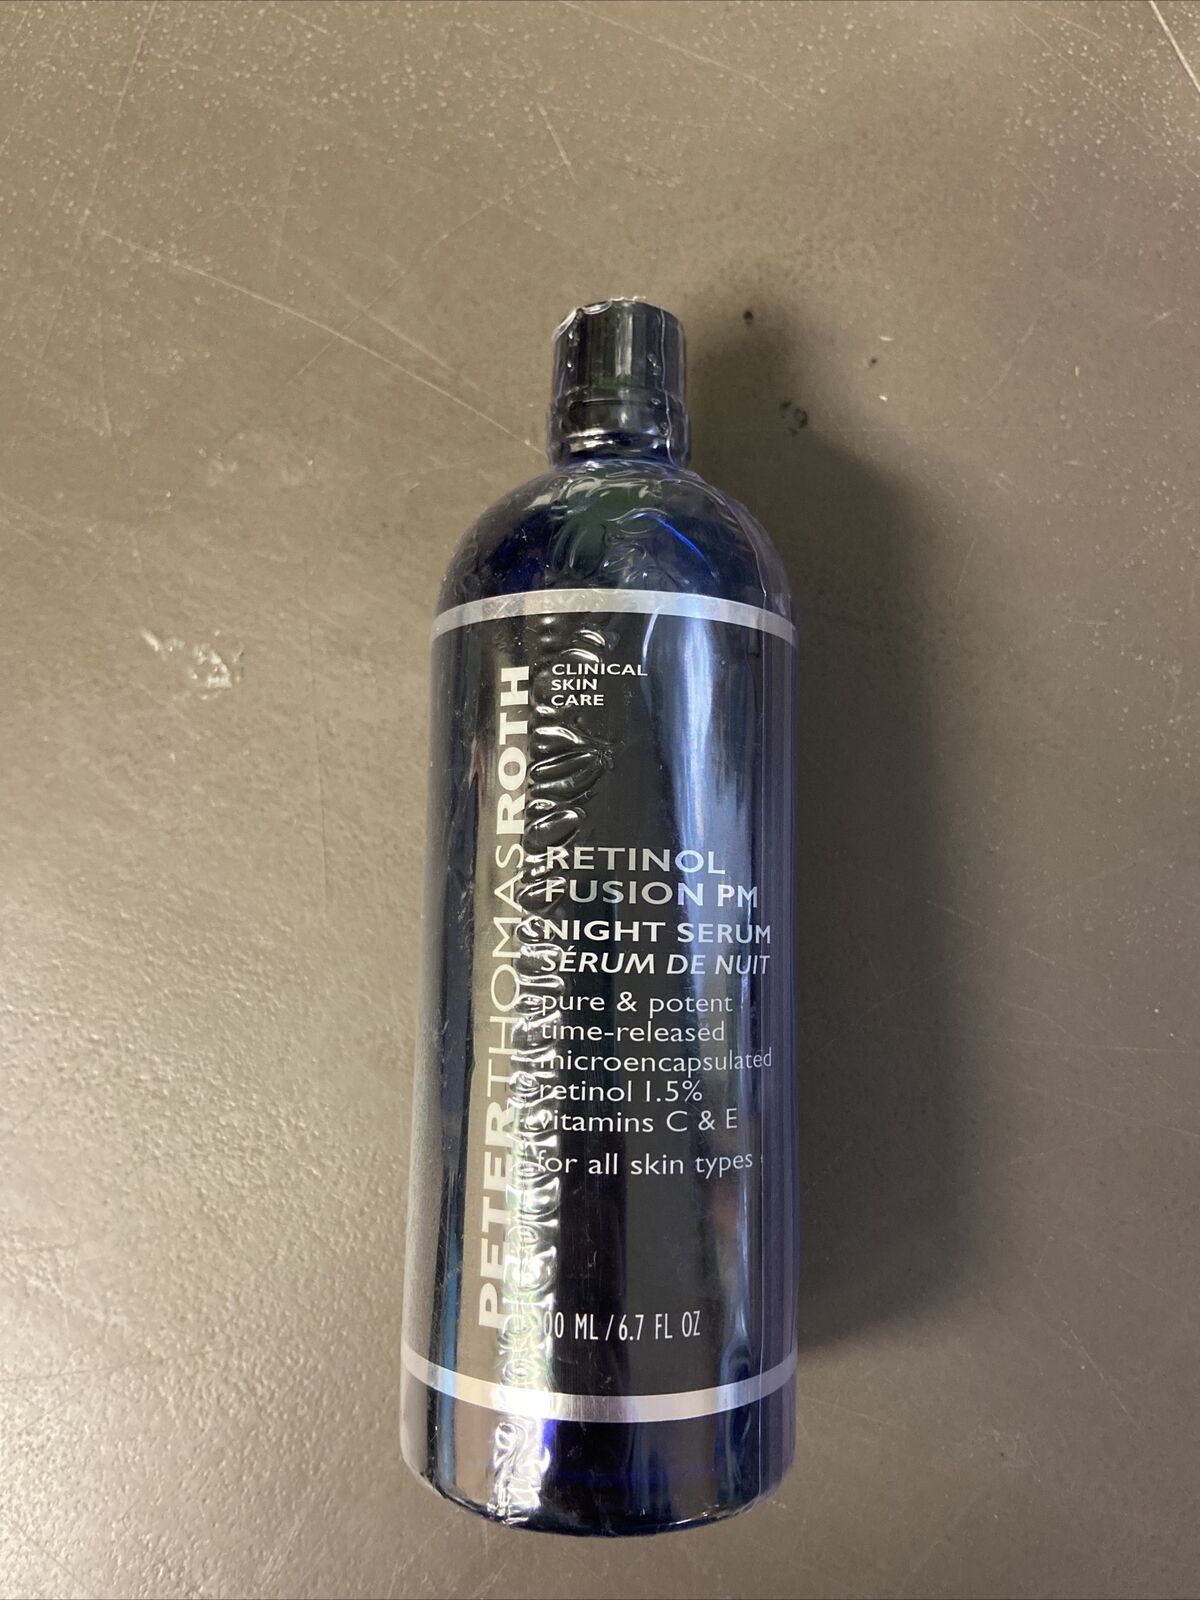 PETERTHOMASROTH
CLINICAL
SKIN
CARE
RETINOL
FUSION PM
NIGHT SERUM
SÉRUM DE NUIT
pure & potent
time-released
microencapsulated
retinol 1.5%
vitamins C & E
for all skin types
00 ML / 6.7 FL OZ